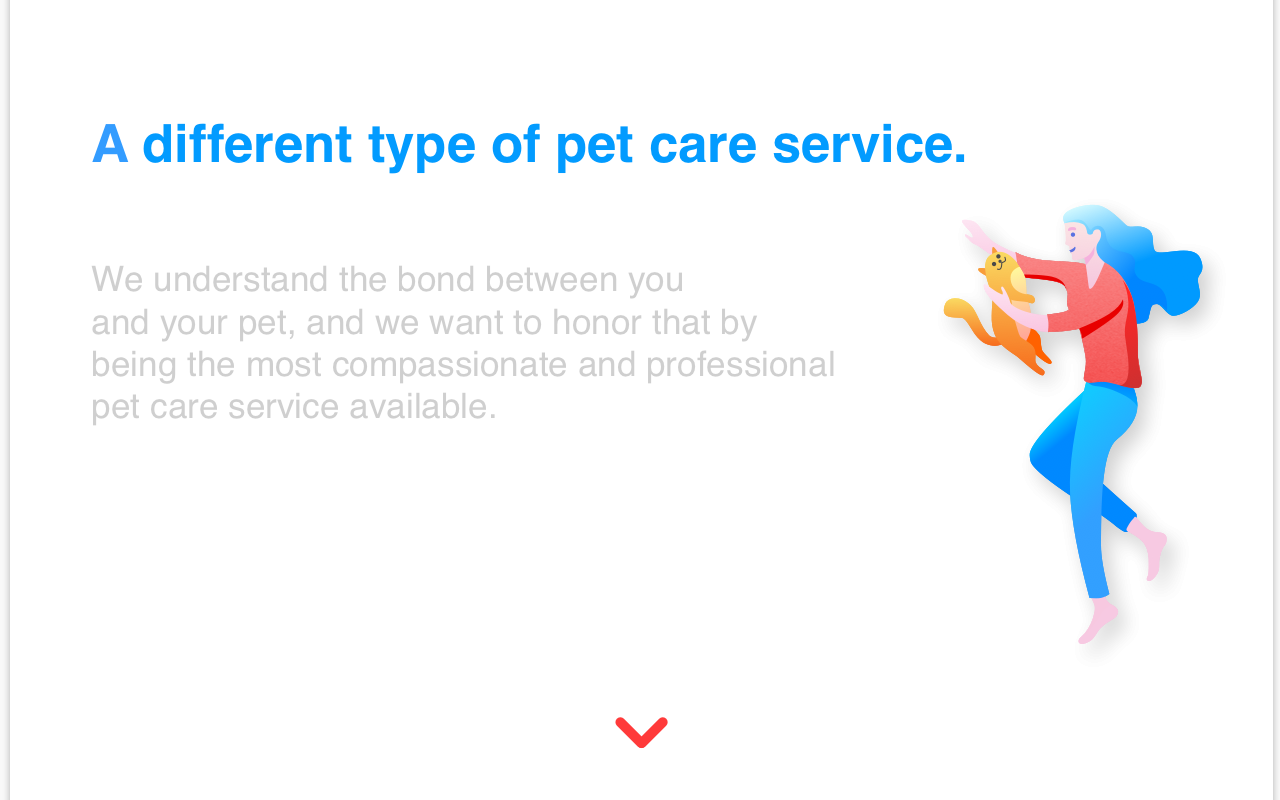 A different type of pet care service.
We understand the bond between you
and your pet, and we want to honor that by
being the most compassionate and professional
pet care service available.